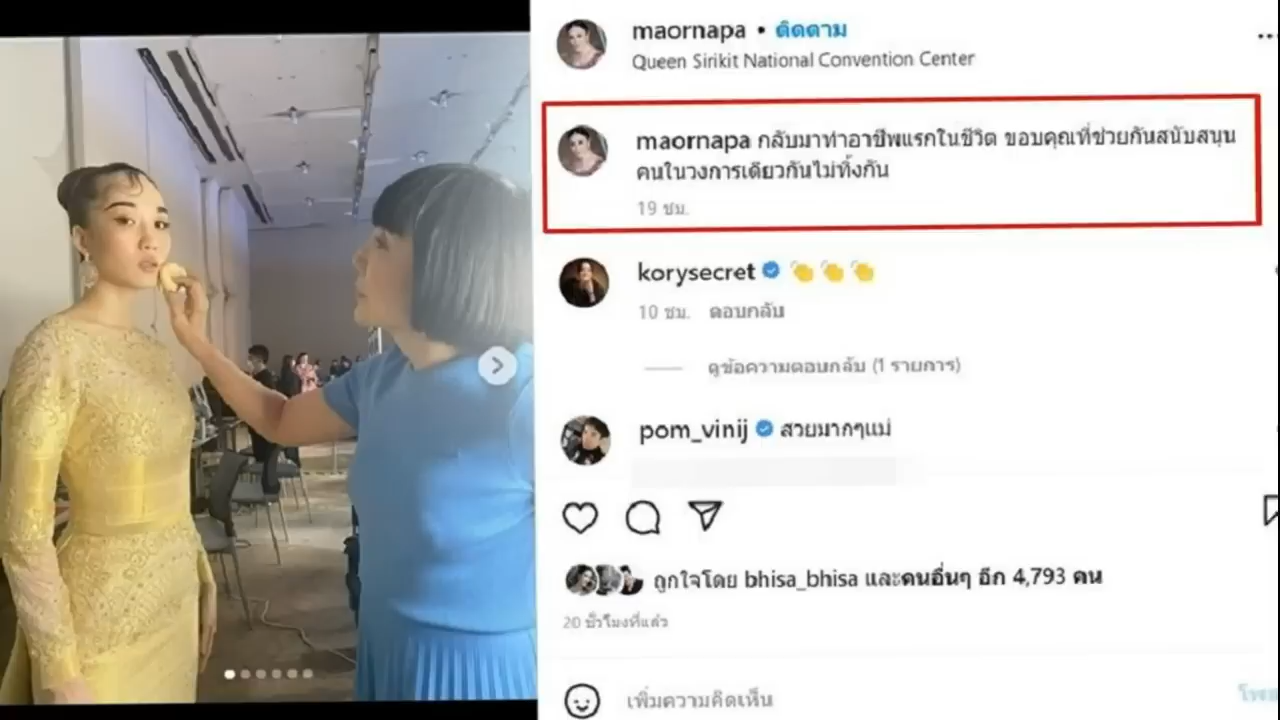 maornapa • ติดตาม
Queen Sirikit National Convention Center
maornapa กลับมาทำอาชีพแรกในชีวิต ขอบคุณที่ช่วยกันสนับสนุน
คนในวงการเดียวกันไม่ทิ้งกัน
19 ชม.
korysecret 👏👏👏
10 ชม. ตอบกลับ
ดูข้อความตอบกลับ (1 รายการ)
pom_vinij สวยมากๆแม่
ถูกใจโดย bhisa_bhisa และคนอื่นๆ อีก 4,793 คน
20 ชั่วโมงที่แล้ว
เพิ่มความคิดเห็น